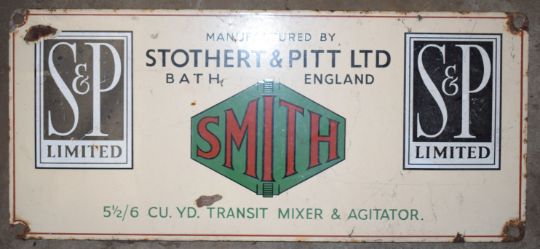 MANUFACTURED BY
STOTHERT & PITT LTD
BATH ENGLAND
S&P
LIMITED
SMITH
S&P
LIMITED
5½/6 CU. YD. TRANSIT MIXER & AGITATOR.